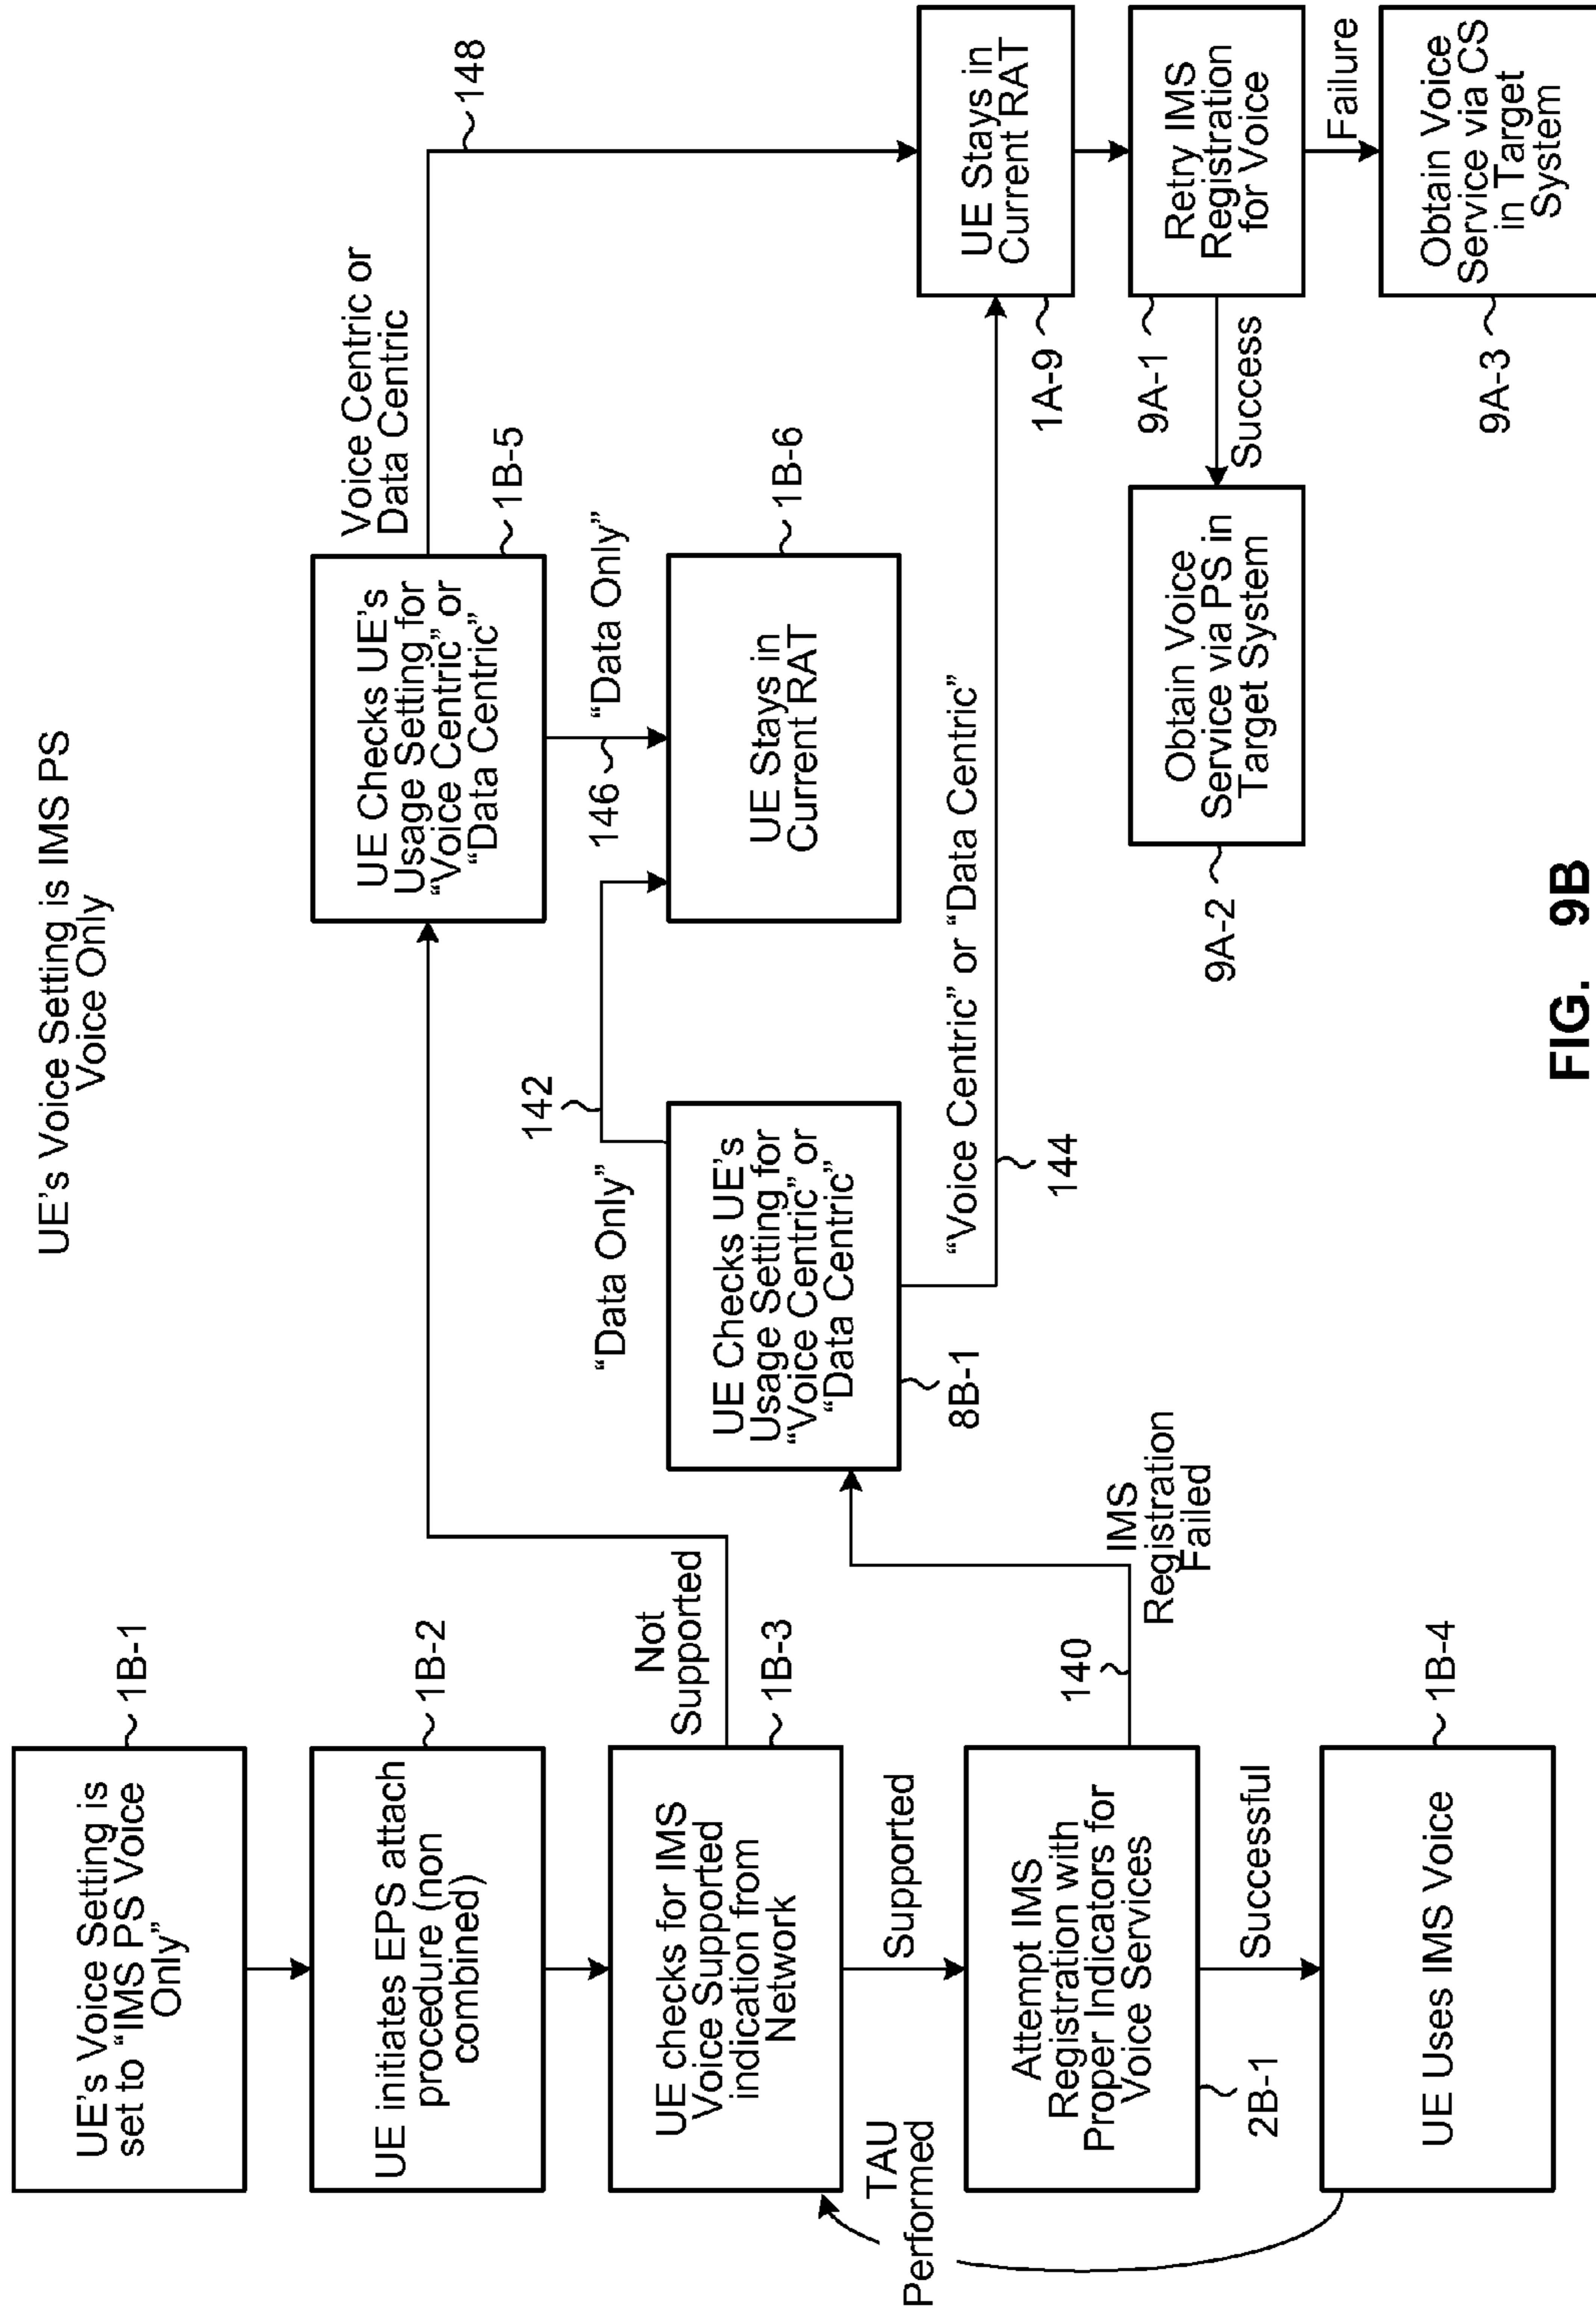 UE's Voice Setting is IMS PS
Voice Only
UE's Voice Setting is
set to “IMS PS Voice
Only”
1B-1
UE initiates EPS attach
procedure (non
combined)
1B-2
UE checks for IMS
Voice Supported
indication from
Network
1B-3
Not
Supported
Supported
TAU
Performed
Attempt IMS
Registration with
Proper Indicators for
Voice Services
2B-1
140
IMS
Registration
Failed
Successful
UE Uses IMS Voice
1B-4
UE Checks UE's
Usage Setting for
“Voice Centric” or
“Data Centric”
8B-1
“Data Only”
142
“Voice Centric” or “Data Centric”
144
UE Checks UE's
Usage Setting for
“Voice Centric” or
“Data Centric”
1B-5
Voice Centric or
Data Centric
148
146
“Data Only”
UE Stays in
Current RAT
1B-6
UE Stays in
Current RAT
1A-9
Retry IMS
Registration
for Voice
9A-1
Success
Failure
Obtain Voice
Service via PS in
Target System
9A-2
Obtain Voice
Service via CS
in Target
System
9A-3
FIG. 9B